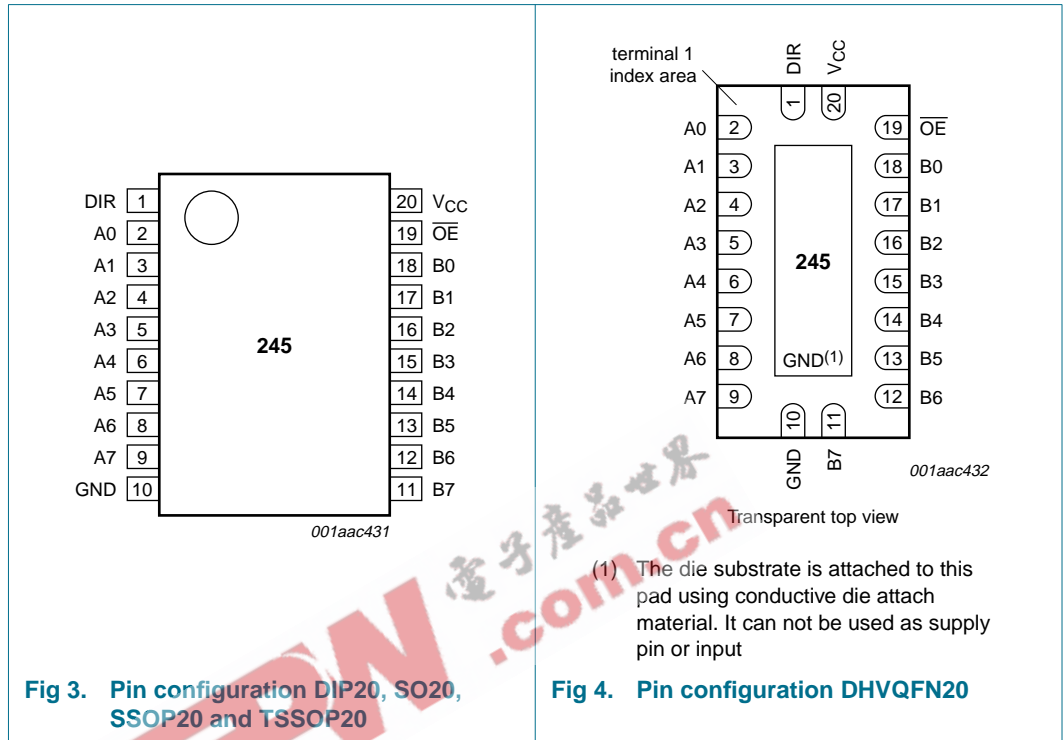 DIR 1
A0 2
A1 3
A2 4
A3 5
A4 6
A5 7
A6 8
A7 9
GND 10
245
20 VCC
19 OE
18 B0
17 B1
16 B2
15 B3
14 B4
13 B5
12 B6
11 B7
001aac431
Fig 3. Pin configuration DIP20, SO20,
SSOP20 and TSSOP20
terminal 1
index area
DIR
VCC
1
20
A0 2
A1 3
A2 4
A3 5
A4 6
A5 7
A6 8
A7 9
245
GND(1)
19 OE
18 B0
17 B1
16 B2
15 B3
14 B4
13 B5
12 B6
10
11
GND
B7
001aac432
Transparent top view
(1) The die substrate is attached to this
pad using conductive die attach
material. It can not be used as supply
pin or input
Fig 4. Pin configuration DHVQFN20
電子產品世界
.com.cn